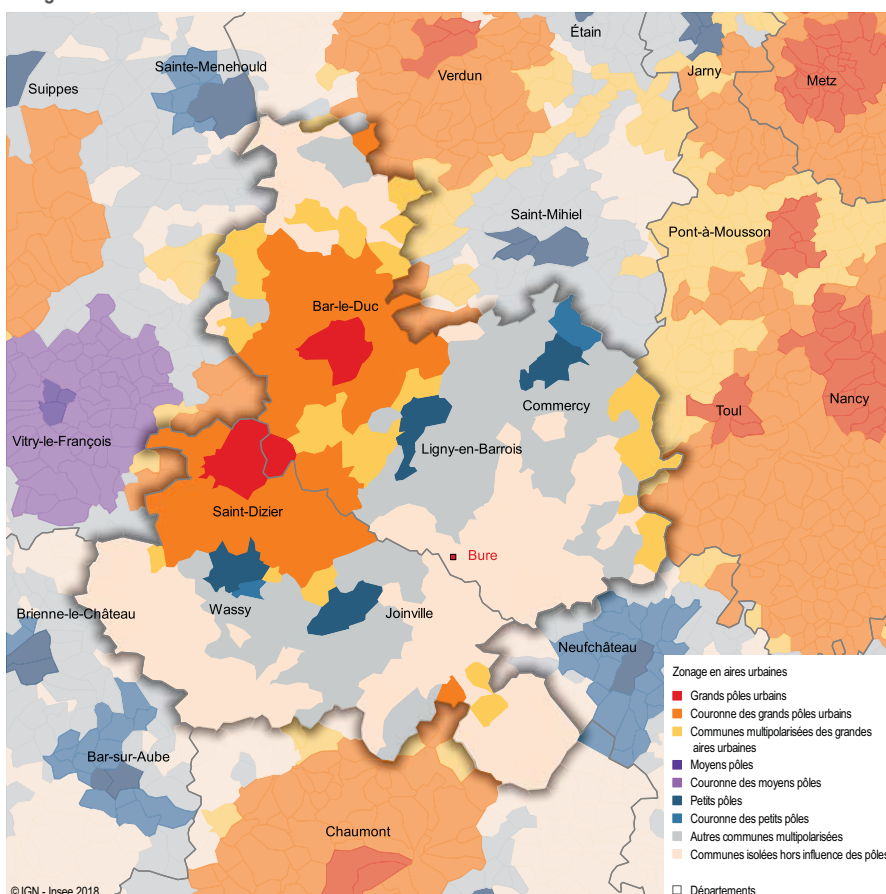 Étain
Sainte-Menehould
Verdun
Jarny
Metz
Suippes
Saint-Mihiel
Pont-à-Mousson
Bar-le-Duc
Commercy
Toul
Nancy
Vitry-le-François
Ligny-en-Barrois
Saint-Dizier
Bure
Wassy
Joinville
Brienne-le-Château
Neufchâteau
Bar-sur-Aube
Chaumont
Zonage en aires urbaines
Grands pôles urbains
Couronne des grands pôles urbains
Communes multipolarisées des grandes
aires urbaines
Moyens pôles
Couronne des moyens pôles
Petits pôles
Couronne des petits pôles
Autres communes multipolarisées
Communes isolées hors influence des pôles
Départements
© IGN - Insee 2018